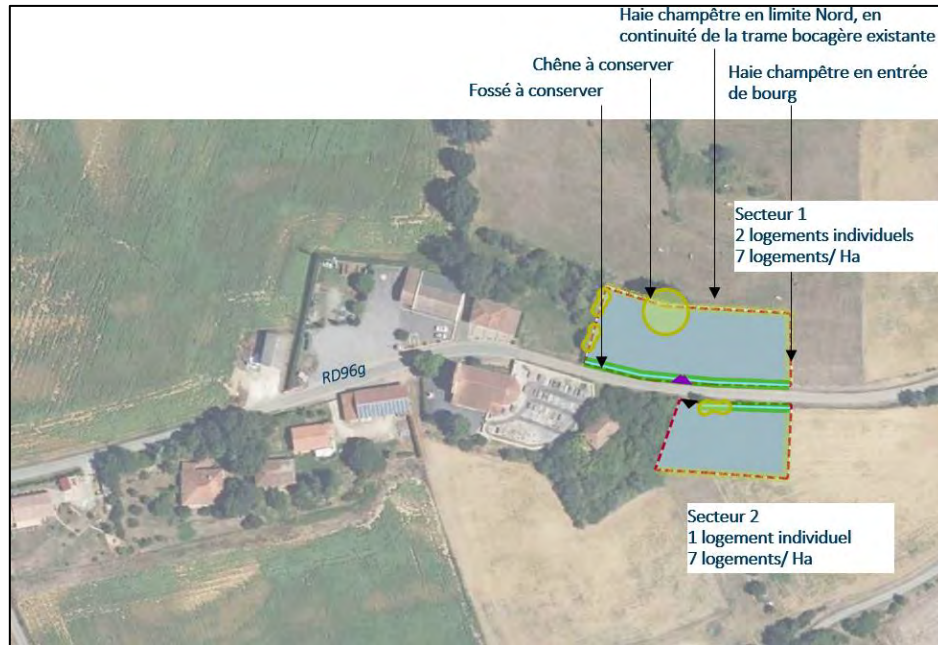 Haie champêtre en limite Nord, en
continuité de la trame bocagère existante
Chêne à conserver
Haie champêtre en entrée
de bourg
Fossé à conserver
Secteur 1
2 logements individuels
7 logements/ Ha
RD96g
Secteur 2
1 logement individuel
7 logements/ Ha